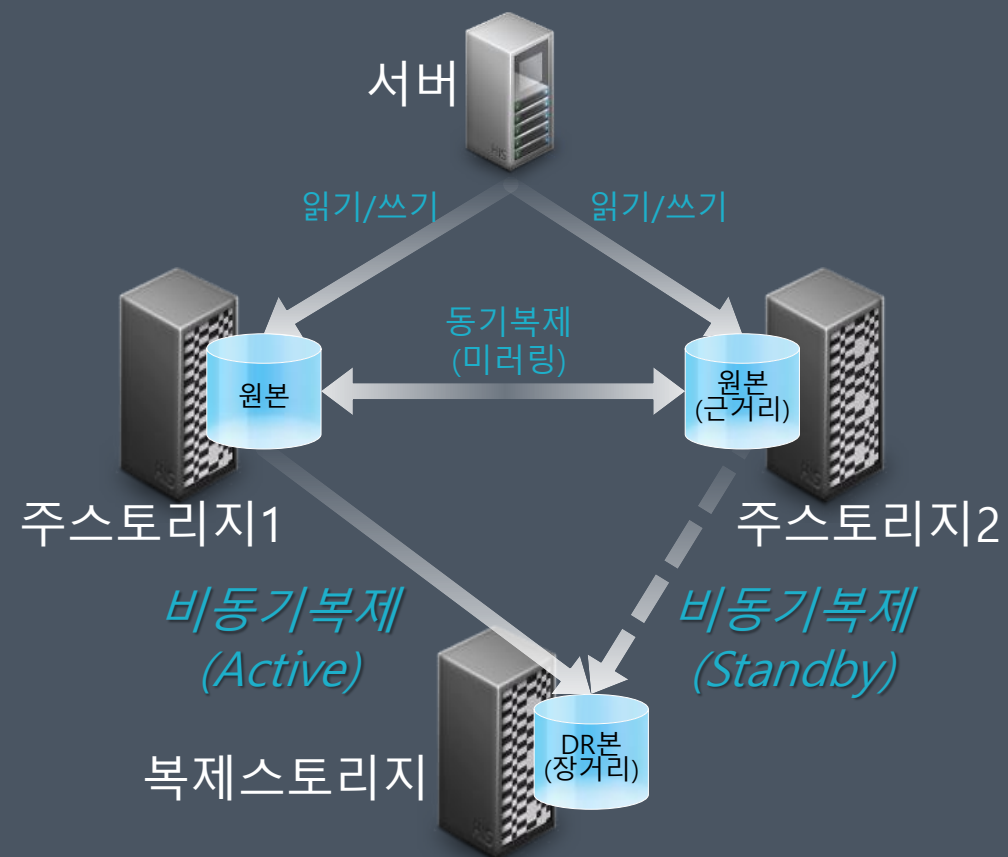 서버
읽기/쓰기
읽기/쓰기
동기복제
(미러링)
원본
원본
(근거리)
주스토리지1
주스토리지2
비동기복제
(Active)
비동기복제
(Standby)
복제스토리지
DR본
(장거리)